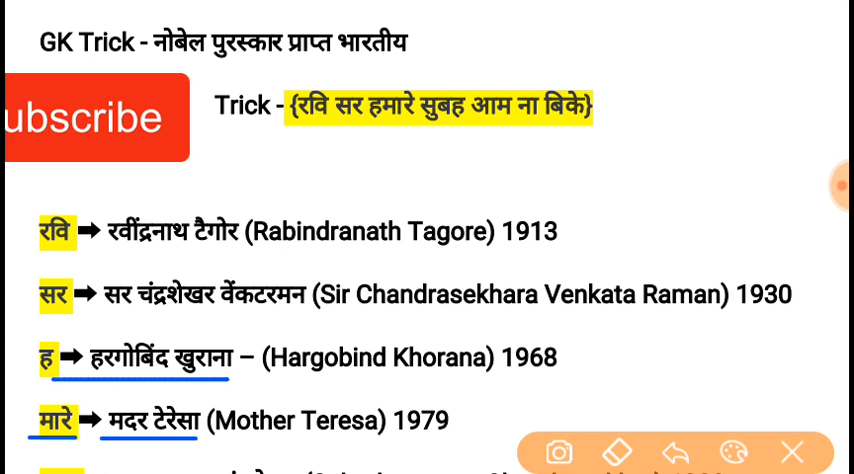 GK Trick - नोबेल पुरस्कार प्राप्त भारतीय
ubscribe
Trick - {रवि सर हमारे सुबह आम ना बिके}
रवि ➡ रवींद्रनाथ टैगोर (Rabindranath Tagore) 1913
सर ➡ सर चंद्रशेखर वेंकटरमन (Sir Chandrasekhara Venkata Raman) 1930
ह ➡ हरगोबिंद खुराना – (Hargobind Khorana) 1968
मारे ➡ मदर टेरेसा (Mother Teresa) 1979